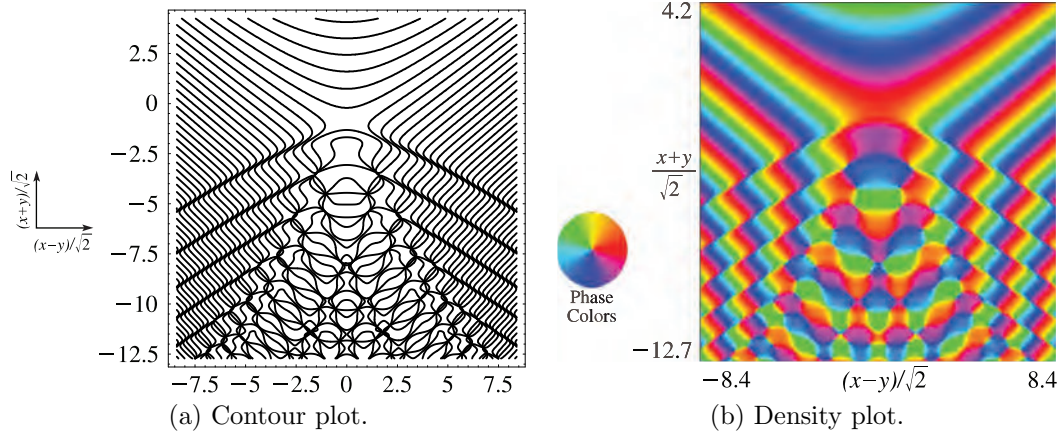 2.5
0
−2.5
−5
−7.5
−10
−12.5
(x+y)/√2
(x−y)/√2
−7.5 −5 −2.5 0 2.5 5 7.5
(a) Contour plot.
4.2
x+y
√2
−12.7
−8.4 (x−y)/√2 8.4
Phase
Colors
(b) Density plot.